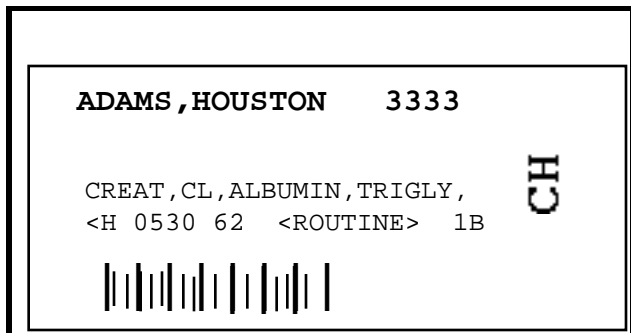 ADAMS,HOUSTON 3333
CH
CREAT,CL,ALBUMIN,TRIGLY,
<H 0530 62 <ROUTINE> 1B